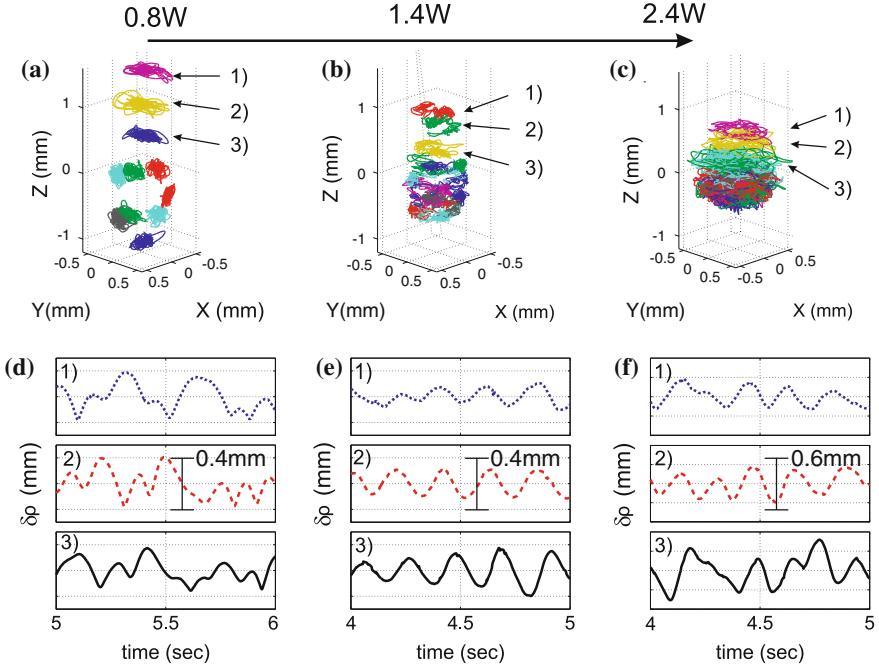 0.8W 1.4W 2.4W
(a) (b) (c)
1) 1) 1)
2) 2) 2)
3) 3) 3)
Z (mm) Z (mm) Z (mm)
1 1 1
0 0 0
-1 -1 -1
-0.5 0 0.5 0.5 0 -0.5
-0.5 0 0.5 0.5 0 -0.5
-0.5 0 0.5 -0.5 0 0.5
Y(mm) X (mm) Y(mm) X (mm) Y(mm) X (mm)
(d) (e) (f)
1) 1) 1)
2) 0.4mm 2) 0.4mm 2) 0.6mm
3) 3) 3)
δρ (mm) δρ (mm) δρ (mm)
5 5.5 6 4 4.5 5 4 4.5 5
time (sec) time (sec) time (sec)